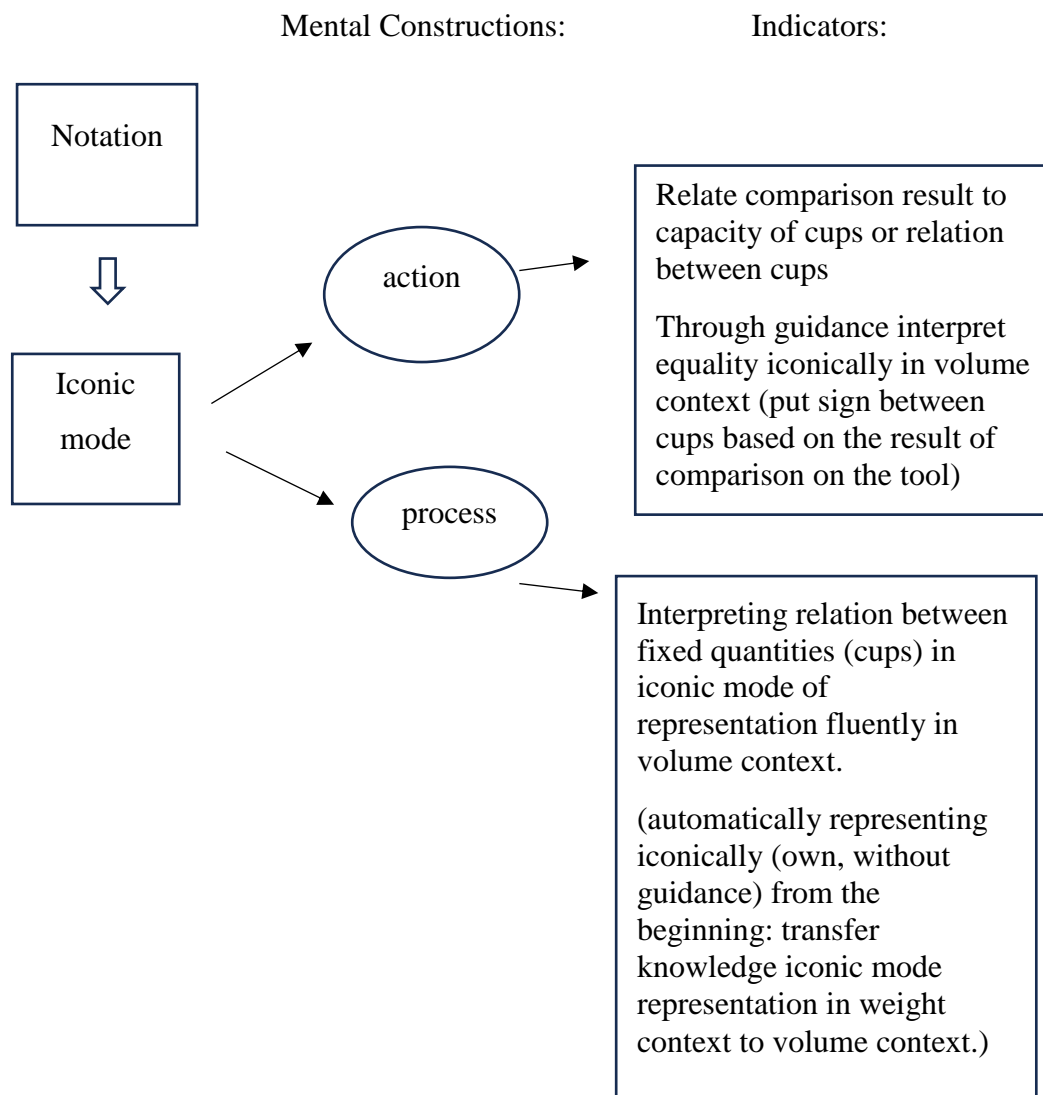 Mental Constructions:
Indicators:
Notation
Iconic
mode
action
Relate comparison result to
capacity of cups or relation
between cups
Through guidance interpret
equality iconically in volume
context (put sign between
cups based on the result of
comparison on the tool)
process
Interpreting relation between
fixed quantities (cups) in
iconic mode of
representation fluently in
volume context.
(automatically representing
iconically (own, without
guidance) from the
beginning: transfer
knowledge iconic mode
representation in weight
context to volume context.)